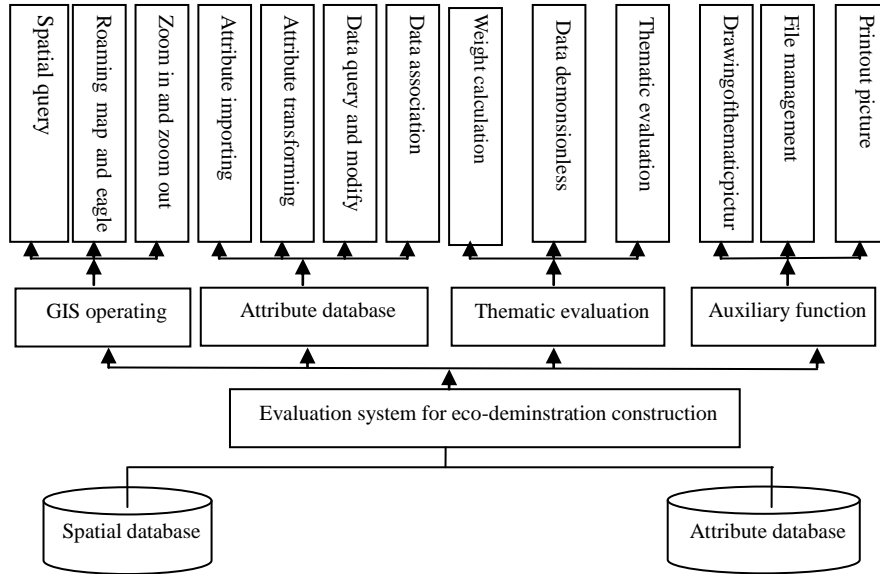 Spatial query
Roaming map and eagle
Zoom in and zoom out
Attribute importing
Attribute transforming
Data query and modify
Data association
Weight calculation
Data demonsionless
Thematic evaluation
Drawingofthematicpictur
File management
Printout picture
GIS operating
Attribute database
Thematic evaluation
Auxiliary function
Evaluation system for eco-deminstration construction
Spatial database
Attribute database